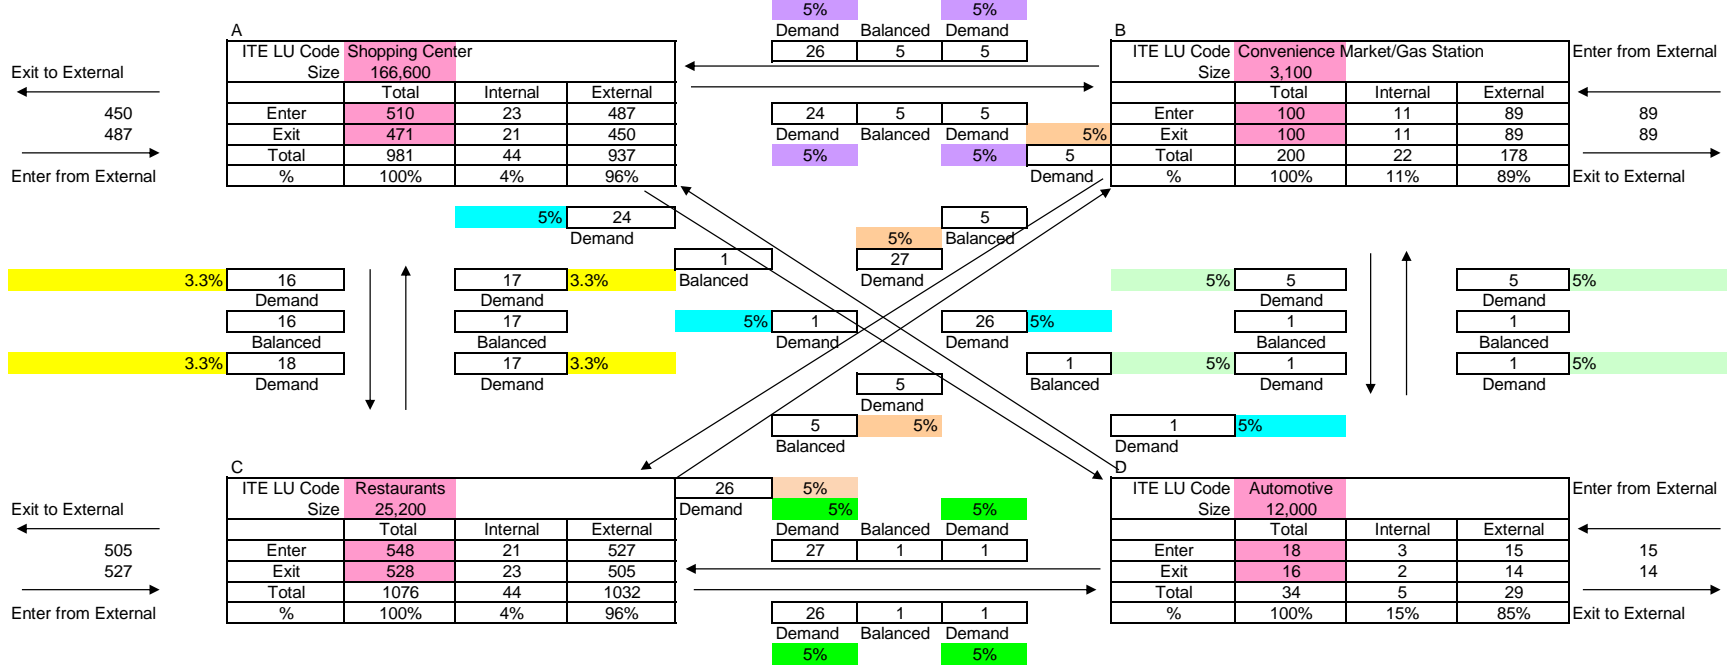 5% 5%
A Demand Balanced Demand B
ITE LU Code Shopping Center 26 5 5 ITE LU Code Convenience Market/Gas Station Enter from External
Exit to External Size 166,600 Size 3,100
Total Internal External Total Internal External
450 Enter 510 23 487 24 5 5 Enter 100 11 89 89
487 Exit 471 21 450 Demand Balanced Demand 5% Exit 100 11 89 89
Total 981 44 937 5% 5% 5 Total 200 22 178
Enter from External % 100% 4% 96% Demand % 100% 11% 89% Exit to External
5% 24 5
Demand 5% Balanced
1 27
3.3% 16 17 3.3% Balanced Demand 5% 5 5 5%
Demand Demand Demand Demand
16 17 5% 1 26 5% 1 1
Balanced Balanced Demand Demand Balanced Balanced
3.3% 18 17 3.3% 1 5% 1 1 5%
Demand Demand 5 Balanced Demand Demand
Demand
5 5% 1 5%
Balanced Demand
C D
ITE LU Code Restaurants 26 5% ITE LU Code Automotive Enter from External
Exit to External Size 25,200 Demand 5% 5% Size 12,000
Total Internal External Demand Balanced Demand Total Internal External
505 Enter 548 21 527 27 1 1 Enter 18 3 15 15
527 Exit 528 23 505 Exit 16 2 14 14
Total 1076 44 1032 Total 34 5 29
Enter from External % 100% 4% 96% 26 1 1 % 100% 15% 85% Exit to External
Demand Balanced Demand
5% 5%